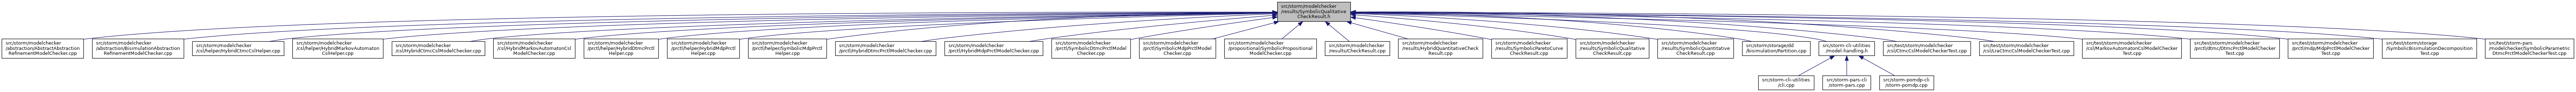 src/storm/modelchecker
/results/SymbolicQualitative
CheckResult.h
src/storm/modelchecker
/abstraction/AbstractAbstraction
RefinementModelChecker.cpp
src/storm/modelchecker
/abstraction/BisimulationAbstraction
RefinementModelChecker.cpp
src/storm/modelchecker
/csl/helper/HybridCtmcCslHelper.cpp
src/storm/modelchecker
/csl/helper/HybridMarkovAutomaton
CslHelper.cpp
src/storm/modelchecker
/csl/HybridCtmcCslModelChecker.cpp
src/storm/modelchecker
/csl/HybridMarkovAutomatonCsl
ModelChecker.cpp
src/storm/modelchecker
/prctl/helper/HybridDtmcPrctl
Helper.cpp
src/storm/modelchecker
/prctl/helper/HybridMdpPrctl
Helper.cpp
src/storm/modelchecker
/prctl/helper/SymbolicMdpPrctl
Helper.cpp
src/storm/modelchecker
/prctl/HybridDtmcPrctlModelChecker.cpp
src/storm/modelchecker
/prctl/HybridMdpPrctlModelChecker.cpp
src/storm/modelchecker
/prctl/SymbolicDtmcPrctlModel
Checker.cpp
src/storm/modelchecker
/prctl/SymbolicMdpPrctlModel
Checker.cpp
src/storm/modelchecker
/propositional/SymbolicPropositional
ModelChecker.cpp
src/storm/modelchecker
/results/CheckResult.cpp
src/storm/modelchecker
/results/HybridQuantitativeCheck
Result.cpp
src/storm/modelchecker
/results/SymbolicParetoCurve
CheckResult.cpp
src/storm/modelchecker
/results/SymbolicQualitative
CheckResult.cpp
src/storm/modelchecker
/results/SymbolicQuantitative
CheckResult.cpp
src/storm/storage/dd
/bisimulation/Partition.cpp
src/storm-cli-utilities
/model-handling.h
src/test/storm/modelchecker
/csl/CtmcCslModelCheckerTest.cpp
src/test/storm/modelchecker
/csl/LraCtmcCslModelCheckerTest.cpp
src/test/storm/modelchecker
/csl/MarkovAutomatonCslModelChecker
Test.cpp
src/test/storm/modelchecker
/prctl/dtmc/DtmcPrctlModelChecker
Test.cpp
src/test/storm/modelchecker
/prctl/mdp/MdpPrctlModelChecker
Test.cpp
src/test/storm/storage
/SymbolicBisimulationDecomposition
Test.cpp
src/test/storm-pars
/modelchecker/SymbolicParametric
DtmcPrctlModelCheckerTest.cpp
src/storm-cli-utilities
/cli.cpp
src/storm-pars-cli
/storm-pars.cpp
src/storm-pomdp-cli
/storm-pomdp.cpp